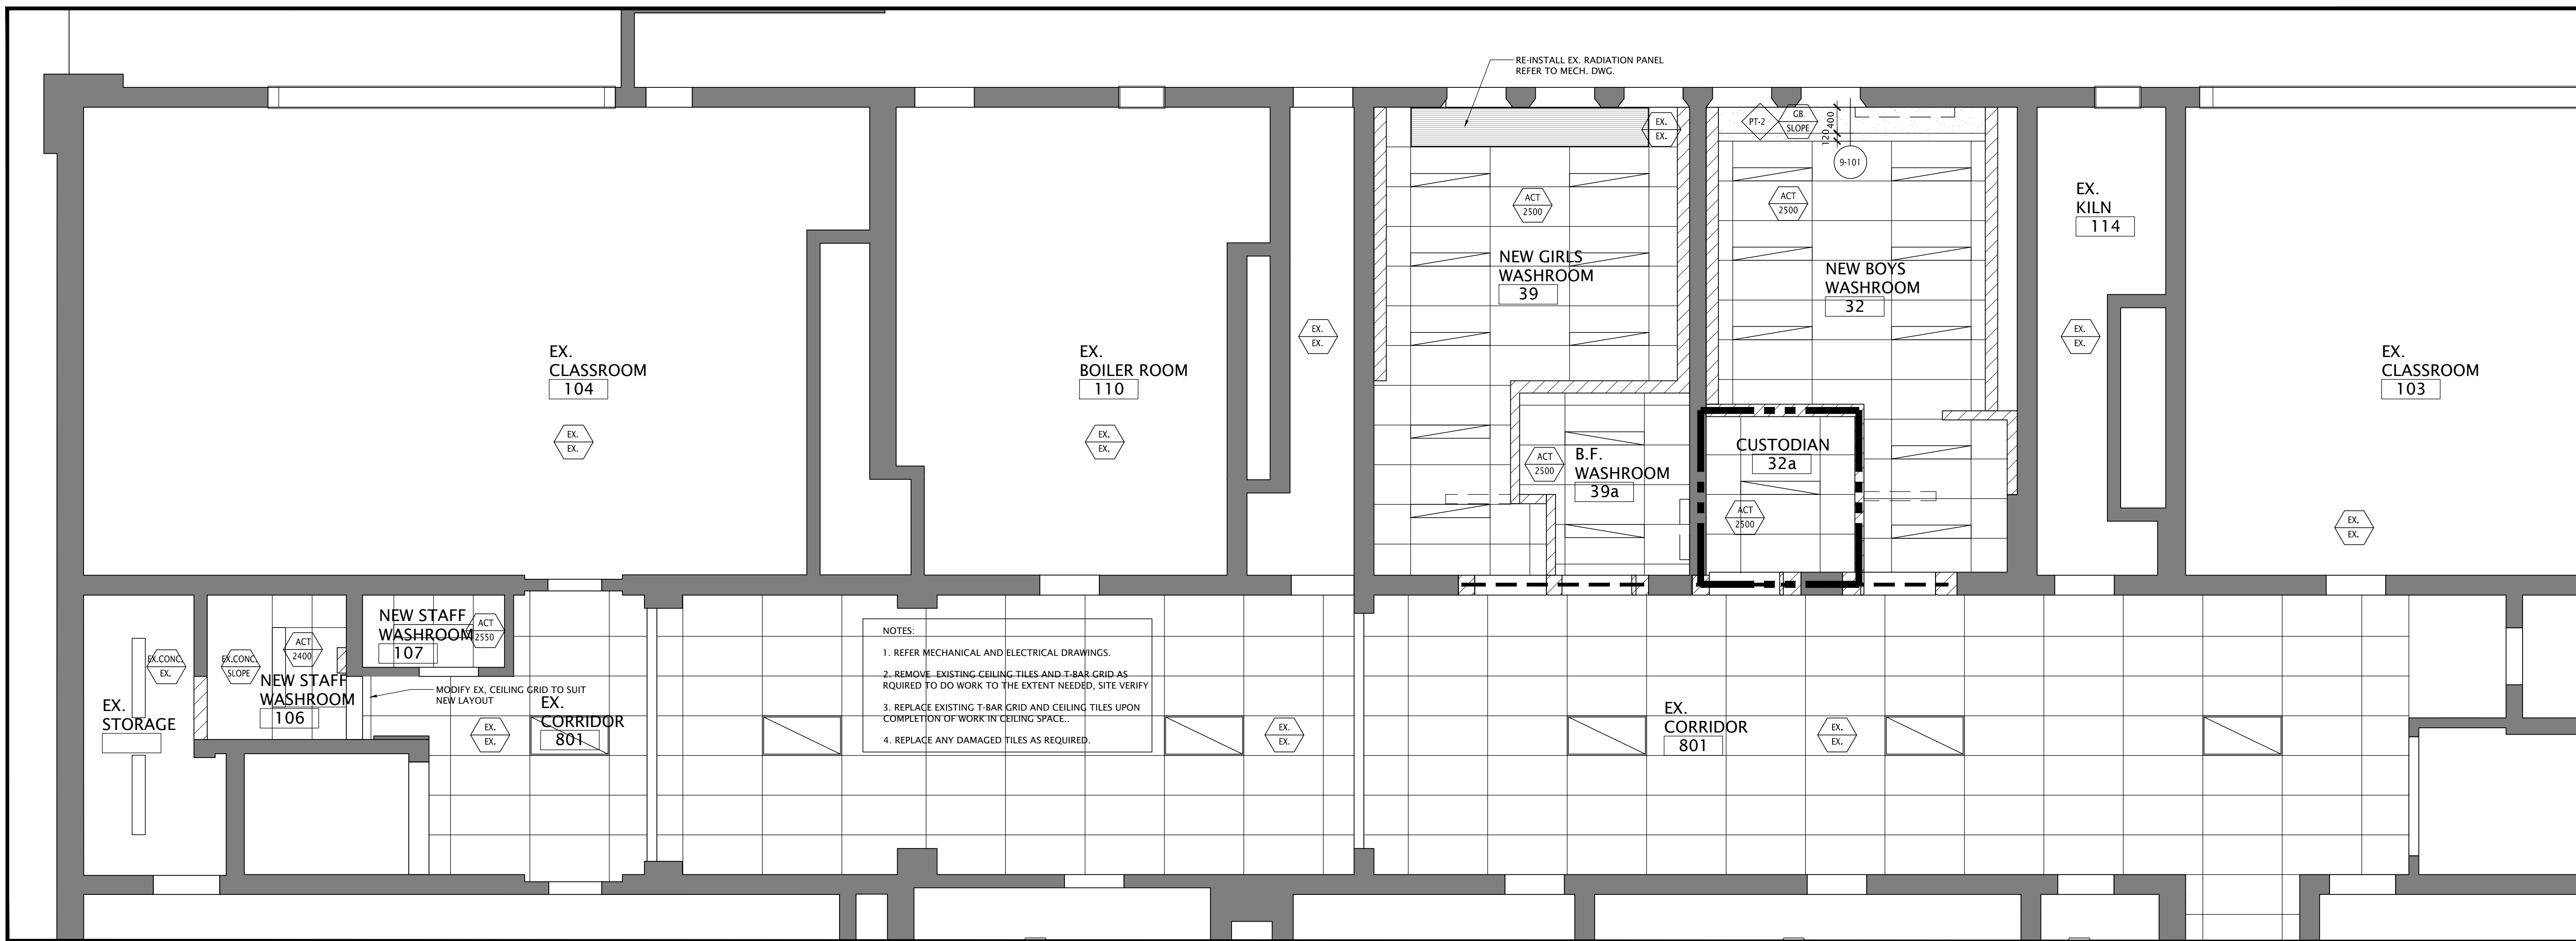 RE-INSTALL EX. RADIATION PANEL
REFER TO MECH. DWG.
EX.
EX.
PT-2
GB
SLOPE
400
120
9-101
ACT
2500
ACT
2500
EX.
KILN
114
NEW GIRLS
WASHROOM
39
NEW BOYS
WASHROOM
32
EX.
CLASSROOM
104
EX.
EX.
EX.
BOILER ROOM
110
EX.
EX.
EX.
EX.
EX.
EX.
EX.
CLASSROOM
103
EX.
EX.
ACT
2500
B.F.
WASHROOM
39a
CUSTODIAN
32a
ACT
2500
EX.
STORAGE
EX.CONC.
EX.
EX.CONC.
SLOPE
ACT
2400
NEW STAFF
WASHROOM
106
NEW STAFF
WASHROOM
107
ACT
2550
MODIFY EX, CEILING GRID TO SUIT
NEW LAYOUT
EX.
CORRIDOR
801
EX.
EX.
NOTES:
1. REFER MECHANICAL AND ELECTRICAL DRAWINGS.
2. REMOVE  EXISTING CEILING TILES AND T-BAR GRID AS
RQUIRED TO DO WORK TO THE EXTENT NEEDED, SITE VERIFY
3. REPLACE EXISTING T-BAR GRID AND CEILING TILES UPON
COMPLETION OF WORK IN CEILING SPACE..
4. REPLACE ANY DAMAGED TILES AS REQUIRED.
EX.
EX.
EX.
CORRIDOR
801
EX.
EX.